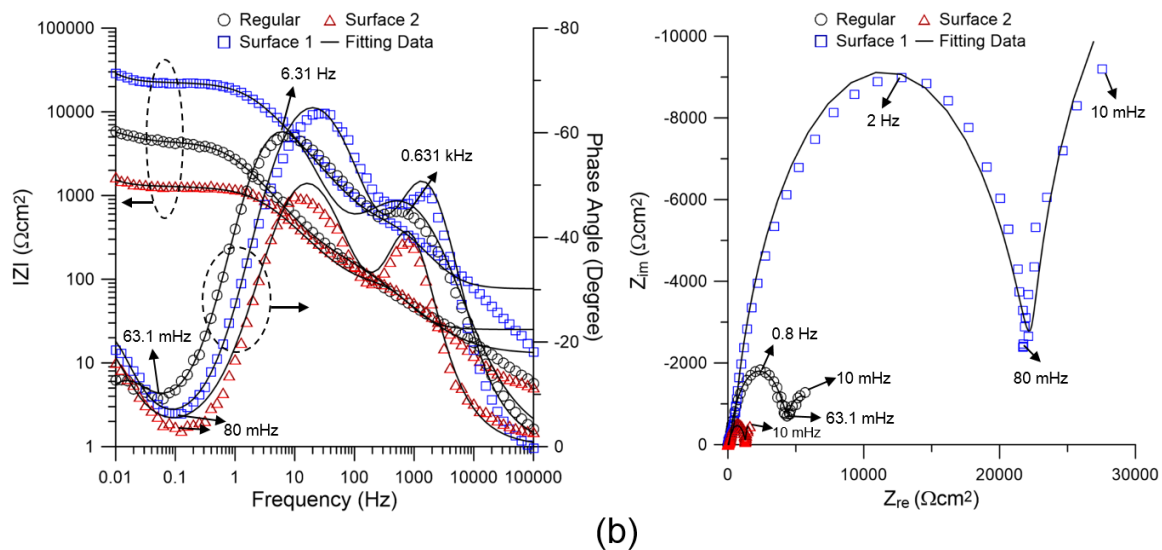 Regular
Surface 2
Surface 1
Fitting Data
1000000
100000
10000
1000
100
10
1
IZI (Ωcm2)
-80
-60
-40
-20
0
Phase Angle (Degree)
6.31 Hz
0.631 kHz
63.1 mHz
80 mHz
0.01
0.1
1
10
100
1000
10000
100000
Frequency (Hz)
Regular
Surface 2
Surface 1
Fitting Data
-10000
-8000
-6000
-4000
-2000
0
Zim (Ωcm2)
2 Hz
10 mHz
80 mHz
0.8 Hz
10 mHz
63.1 mHz
10 mHz
0
10000
20000
30000
Zre (Ωcm2)
(b)